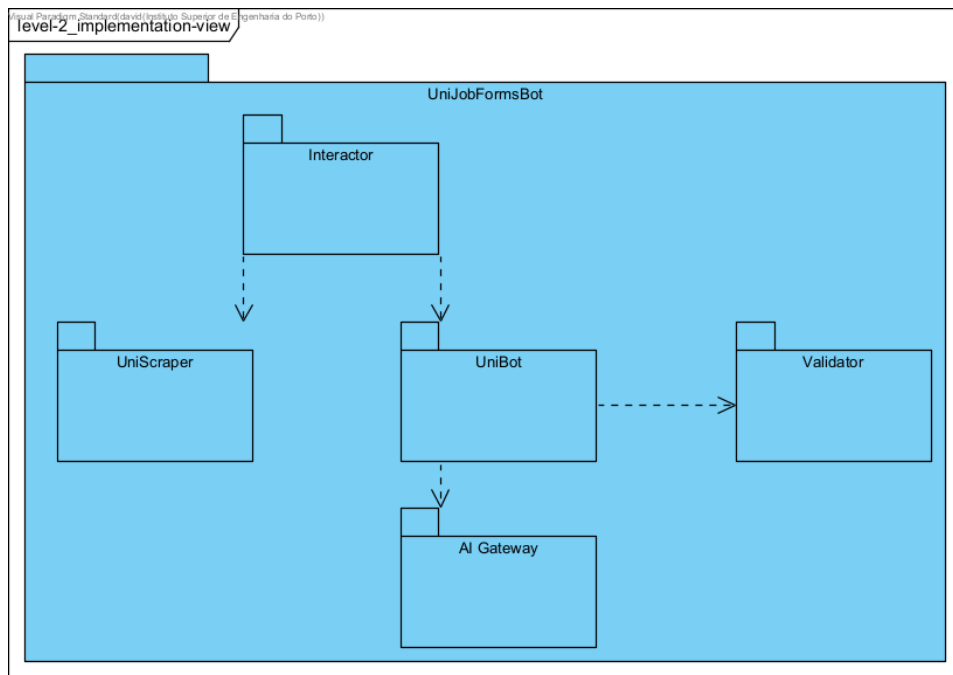 Visual Paradigm Standard(david(Instituto Superior de Engenharia do Porto))
level-2_implementation-view
UniJobFormsBot
Interactor
UniScraper
UniBot
Validator
AI Gateway